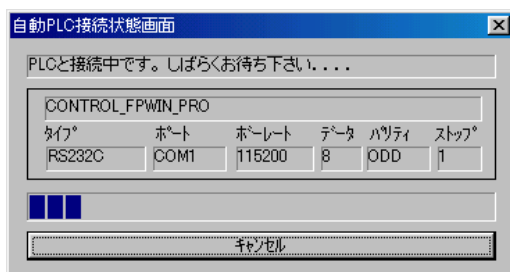 自動PLC接続状態画面
PLCと接続中です。しばらくお待ち下さい....
CONTROL_FPWIN_PRO
ﾀｲﾌﾟ ﾎﾟｰﾄ ﾎﾞｰﾚｰﾄ ﾃﾞｰﾀ ﾊﾟﾘﾃｨ ｽﾄｯﾌﾟ
RS232C COM1 115200 8 ODD 1
ｷｬﾝｾﾙ